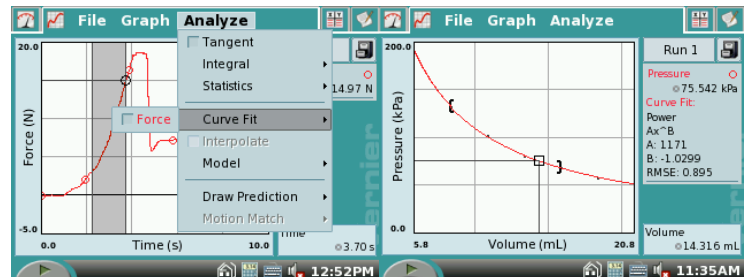 File Graph Analyze
Tangent
Integral
Statistics
Curve Fit
Interpolate
Model
Draw Prediction
Motion Match
Force
20.0
Force (N)
-5.0
0.0
Time (s)
10.0
14.97 N
Time
3.70 s
12:52PM
File Graph Analyze
200.0
Pressure (kPa)
0.0
5.8
Volume (mL)
20.8
Run 1
Pressure
75.542 kPa
Curve Fit:
Power
Ax^B
A: 1171
B: -1.0299
RMSE: 0.895
Volume
14.316 mL
11:35AM